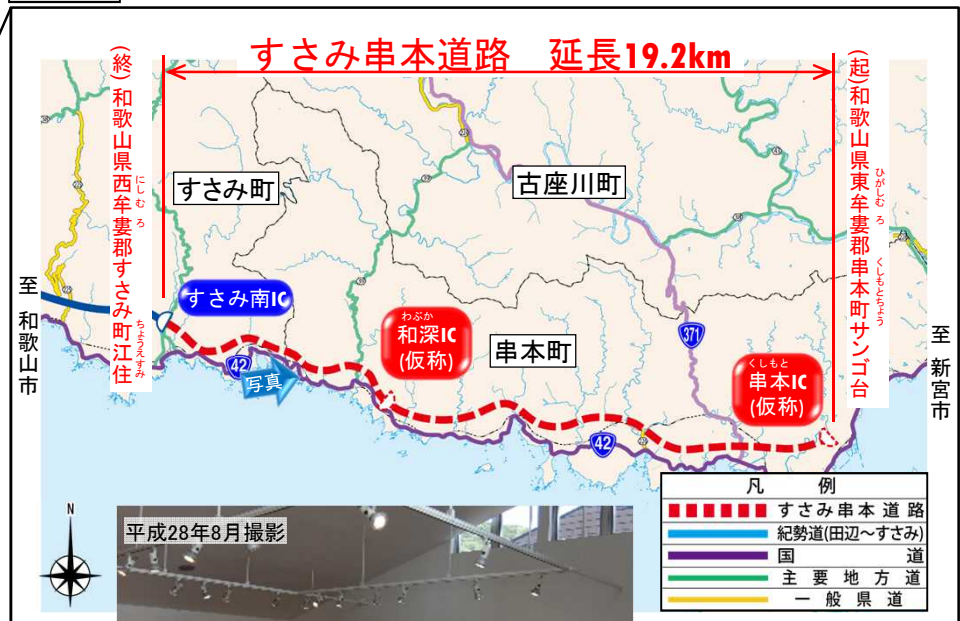 すさみ串本道路 延長19.2km
(終)和歌山県西牟婁郡すさみ町江住
にしむろ
ちょうえすみ
(起)和歌山県東牟婁郡串本町サンゴ台
ひがしむろ
くしもとちょう
すさみ町
古座川町
至 和歌山市
すさみ南IC
わぶか
和深IC
(仮称)
串本町
371
至 新宮市
42
写真
くしもと
串本IC
(仮称)
42
凡例
すさみ串本道路
紀勢道(田辺～すさみ)
国道
主要地方道
一般県道
N
平成28年8月撮影